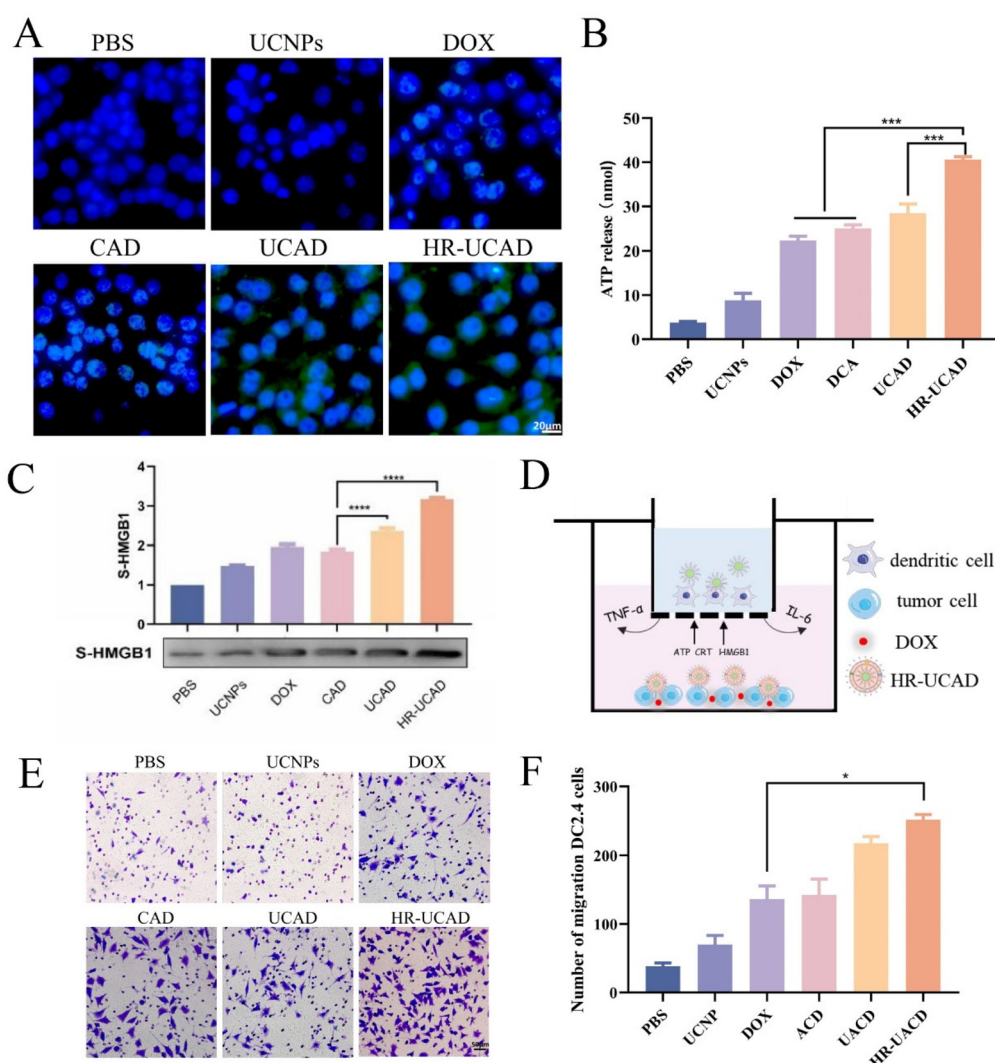 A
PBS
UCNPs
DOX
CAD
UCAD
HR-UCAD
20μm
B
ATP release (nmol)
50
40
30
20
10
0
***
***
PBS
UCNPs
DOX
DCA
UCAD
HR-UCAD
C
S-HMGB1
4
3
2
1
0
****
****
S-HMGB1
PBS
UCNPs
DOX
CAD
UCAD
HR-UCAD
D
TNF-α
IL-6
ATP CRT HMGB1
dendritic cell
tumor cell
DOX
HR-UCAD
E
PBS
UCNPs
DOX
CAD
UCAD
HR-UCAD
F
Number of migration DC2.4 cells
300
200
100
0
*
PBS
UCNP
DOX
ACD
UACD
HR-UACD